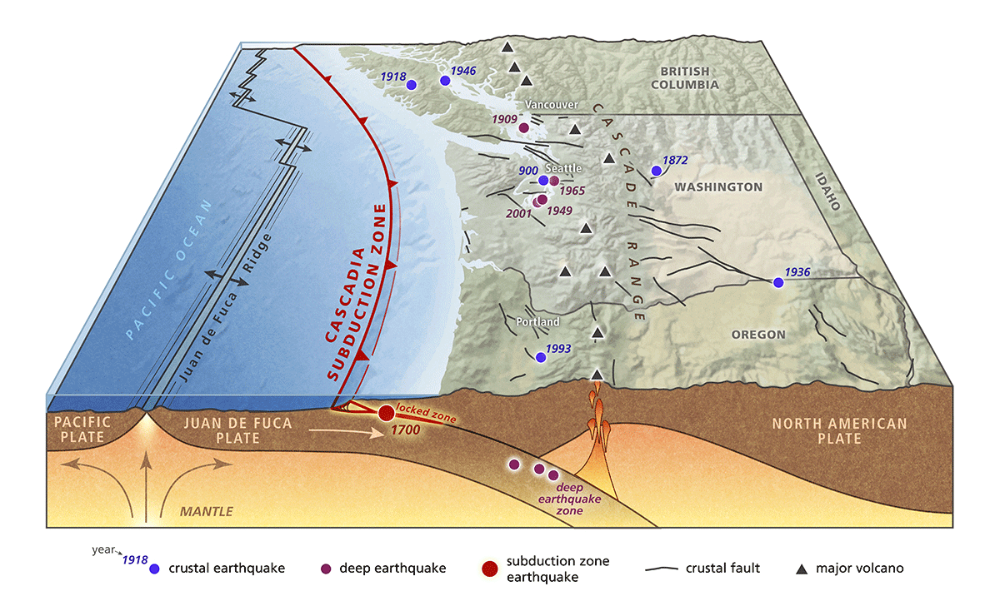 BRITISH
COLUMBIA
1918
1946
Vancouver
1909
CASCADE RANGE
1872
900
Seattle
1965
WASHINGTON
IDAHO
2001
1949
PACIFIC OCEAN
Juan de Fuca Ridge
CASCADIA
SUBDUCTION ZONE
1936
Portland
OREGON
1993
PACIFIC
PLATE
JUAN DE FUCA
PLATE
locked zone
1700
NORTH AMERICAN
PLATE
deep
earthquake
zone
MANTLE
year
1918
crustal earthquake
deep earthquake
subduction zone
earthquake
crustal fault
major volcano